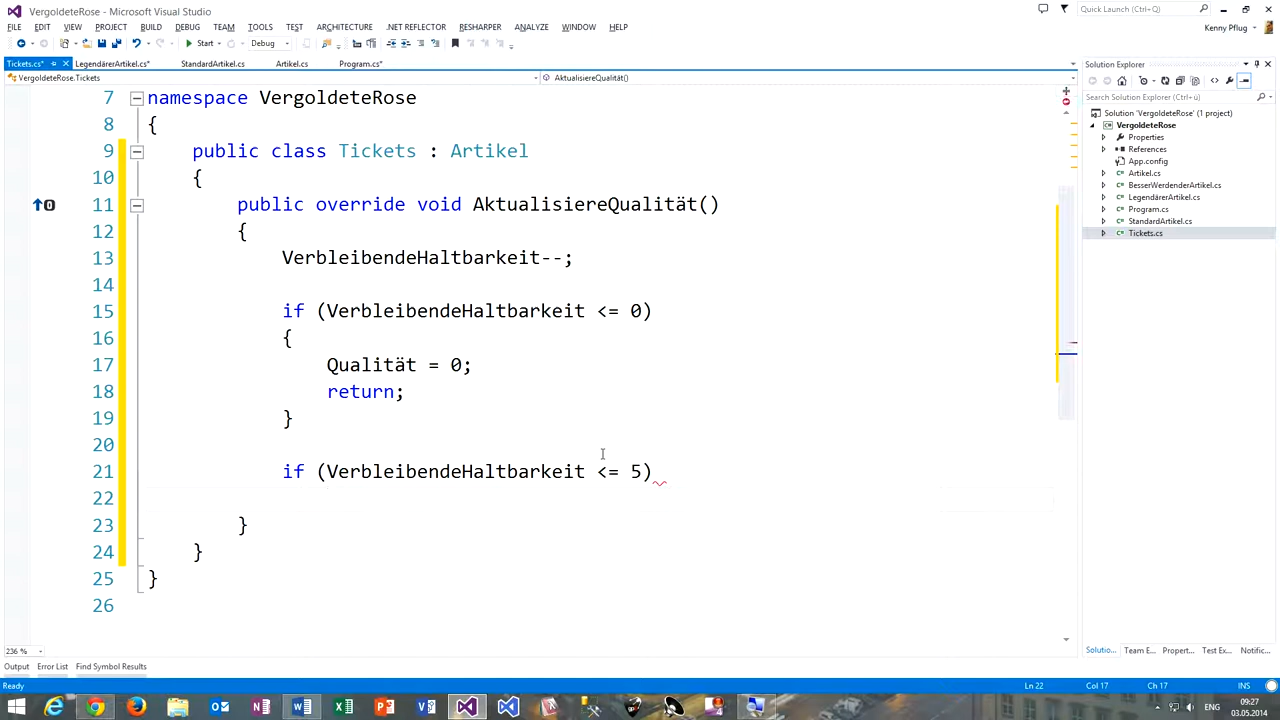 VergoldeteRose - Microsoft Visual Studio
Quick Launch (Ctrl+Ü)
FILE EDIT VIEW PROJECT BUILD DEBUG TEAM TOOLS TEST ARCHITECTURE .NET REFLECTOR RESHARPER ANALYZE WINDOW HELP
Kenny Pflug
Start Debug
Tickets.cs* LegendärerArtikel.cs* StandardArtikel.cs Artikel.cs Program.cs*
VergoldeteRose.Tickets AktualisiereQualität()
7 namespace VergoldeteRose
8 {
9 public class Tickets : Artikel
10 {
11 public override void AktualisiereQualität()
12 {
13 VerbleibendeHaltbarkeit--;
14
15 if (VerbleibendeHaltbarkeit <= 0)
16 {
17 Qualität = 0;
18 return;
19 }
20
21 if (VerbleibendeHaltbarkeit <= 5)
22
23 }
24 }
25 }
26
236 %
Solution Explorer
Search Solution Explorer (Ctrl+ü)
Solution 'VergoldeteRose' (1 project)
VergoldeteRose
Properties
References
App.config
Artikel.cs
BesserWerdenderArtikel.cs
LegendärerArtikel.cs
Program.cs
StandardArtikel.cs
Tickets.cs
Solutio... Team E... Propert... Test Ex... Notific...
Output Error List Find Symbol Results
Ready Ln 22 Col 17 Ch 17 INS
ENG
09:27
03.05.2014